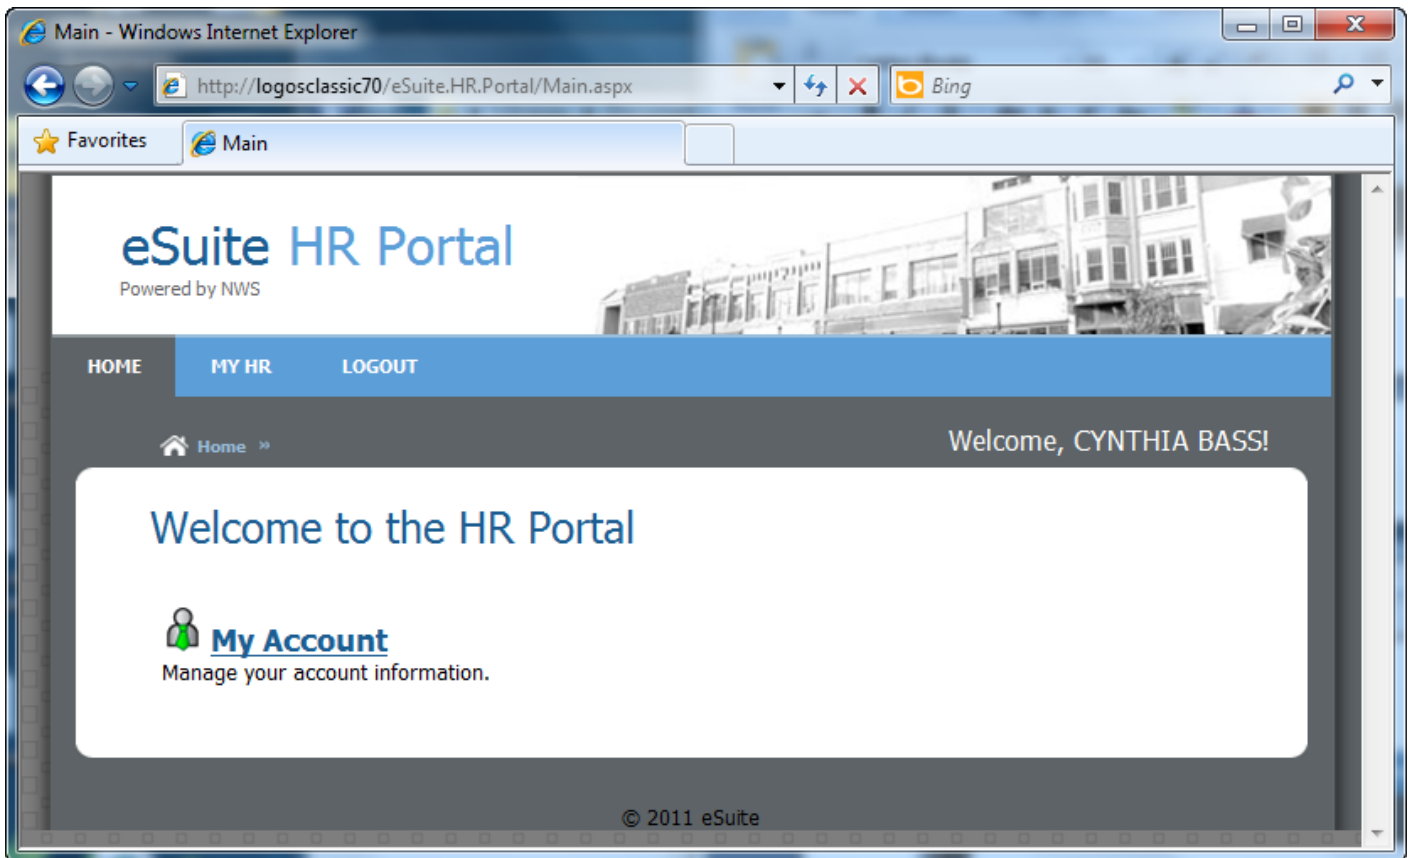 Main - Windows Internet Explorer
http://logosclassic70/eSuite.HR.Portal/Main.aspx
Bing
Favorites
Main
eSuite HR Portal
Powered by NWS
HOME MY HR LOGOUT
Home »
Welcome, CYNTHIA BASS!
Welcome to the HR Portal
My Account
Manage your account information.
© 2011 eSuite